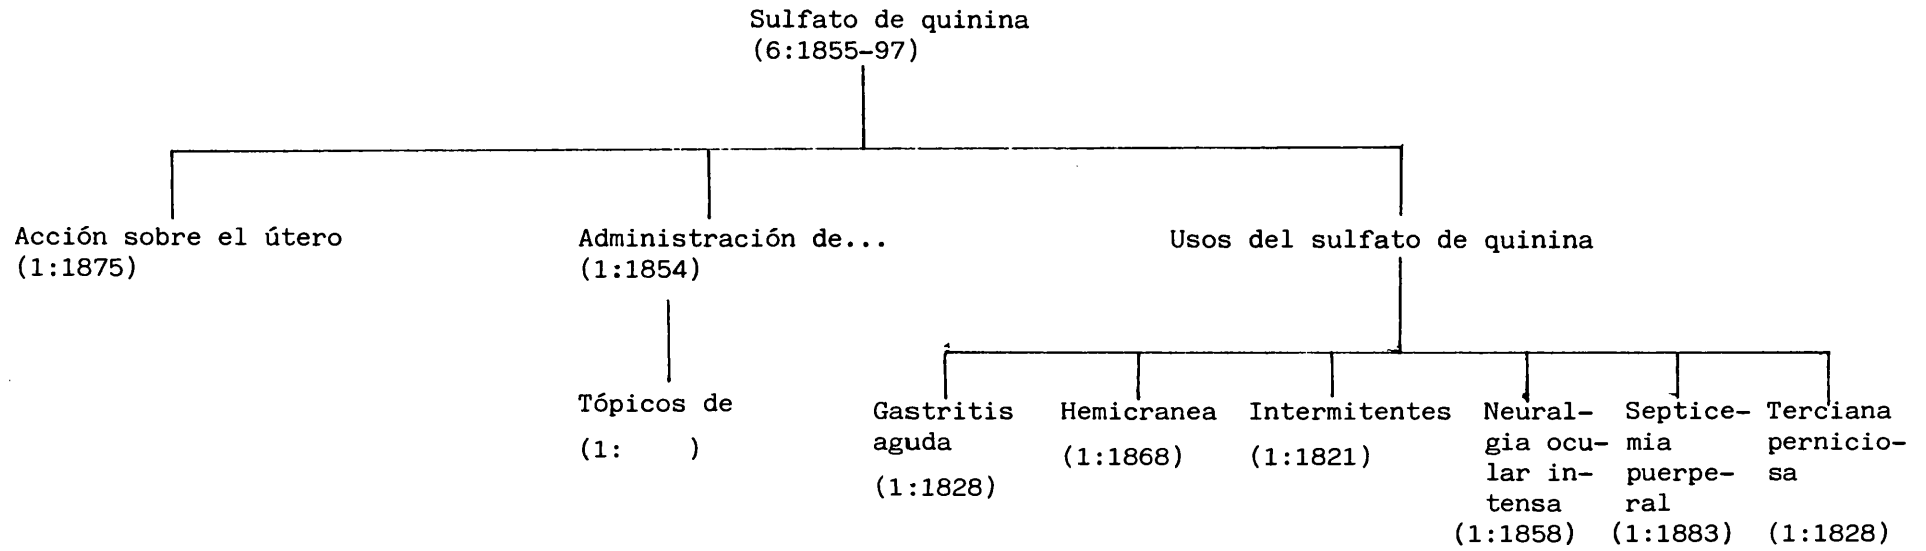 Sulfato de quinina
(6:1855-97)
Acción sobre el útero
(1:1875)
Administración de...
(1:1854)
Usos del sulfato de quinina
Tópicos de
(1: )
Gastritis
aguda
(1:1828)
Hemicranea
(1:1868)
Intermitentes
(1:1821)
Neural-
gia ocu-
lar in-
tensa
(1:1858)
Septice-
mia
puerpe-
ral
(1:1883)
Terciana
pernicio-
sa
(1:1828)